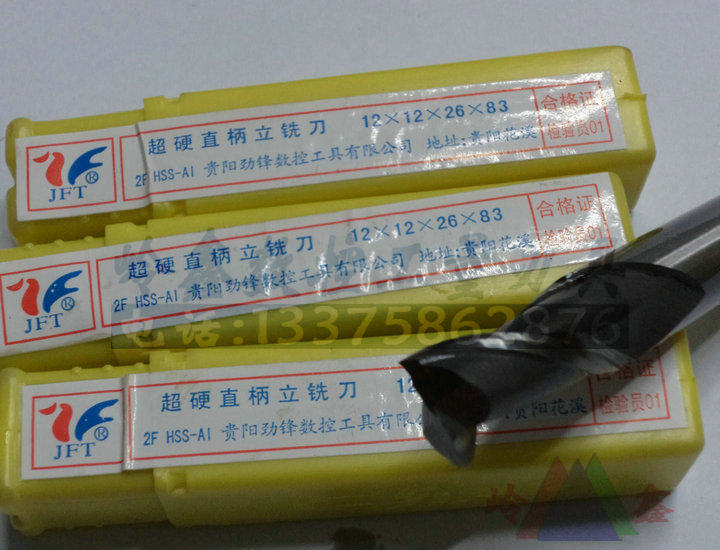 超硬直柄立铣刀 12×12×26×83 合格证
2F HSS-Al 贵阳劲锋数控工具有限公司 地址:贵阳花溪 检验员01
JFT®
超硬直柄立铣刀 12×12×26×83 合格证
2F HSS-Al 贵阳劲锋数控工具有限公司 地址:贵阳花溪 检验员01
JFT®
电话:13375862876
超硬直柄立铣刀 12 合格证
2F HSS-Al 贵阳劲锋数控工具有限 贵阳花溪 检验员01
JFT®
岭 鑫